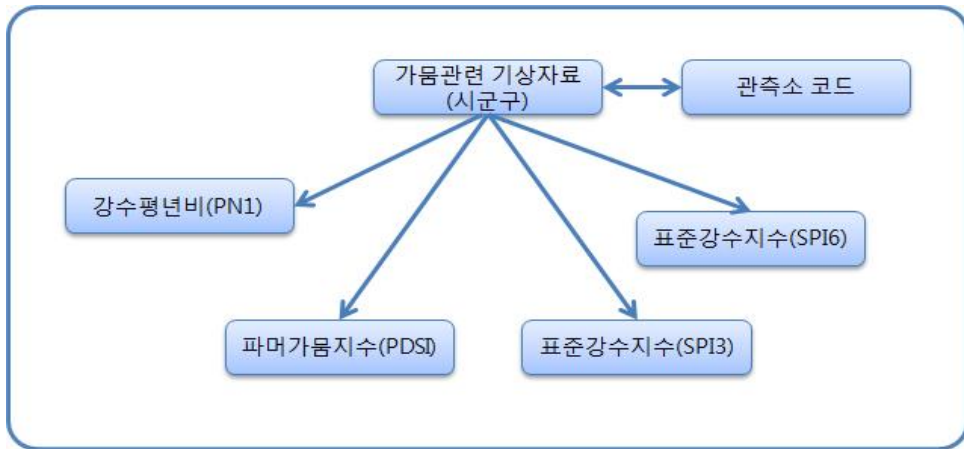 가뭄관련 기상자료
(시군구)
관측소 코드
강수평년비(PN1)
표준강수지수(SPI6)
파머가뭄지수(PDSI)
표준강수지수(SPI3)